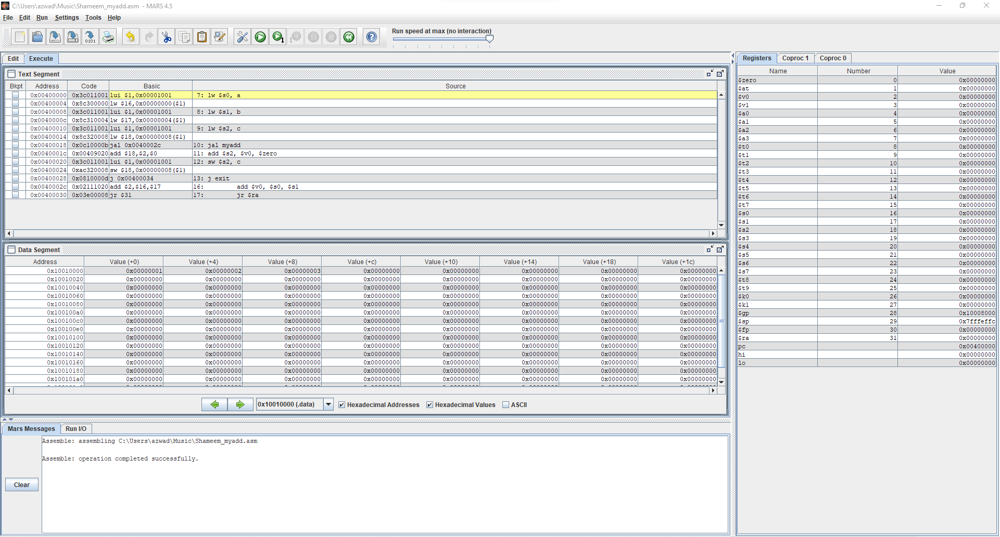 C:\Users\azwad\Music\Shameem_myadd.asm - MARS 4.5
File Edit Run Settings Tools Help
Run speed at max (no interaction)
Edit Execute
Text Segment
Bkpt Address Code Basic Source
0x00400000 0x3c011001 lui $1,0x00001001 7: lw $s0, a
0x00400004 0x8c300000 lw $16,0x00000000($1)
0x00400008 0x3c011001 lui $1,0x00001001 8: lw $s1, b
0x0040000c 0x8c310004 lw $17,0x00000004($1)
0x00400010 0x3c011001 lui $1,0x00001001 9: lw $s2, c
0x00400014 0x8c320008 lw $18,0x00000008($1)
0x00400018 0x0c10000b jal 0x0040002c 10: jal myadd
0x0040001c 0x00409020 add $18,$2,$0 11: add $s2, $v0, $zero
0x00400020 0x3c011001 lui $1,0x00001001 12: sw $s2, c
0x00400024 0xac320008 sw $18,0x00000008($1)
0x00400028 0x0810000d j 0x00400034 13: j exit
0x0040002c 0x02111020 add $2,$16,$17 16: add $v0, $s0, $s1
0x00400030 0x03e00008 jr $31 17: jr $ra
Data Segment
Address Value (+0) Value (+4) Value (+8) Value (+c) Value (+10) Value (+14) Value (+18) Value (+1c)
0x10010000 0x00000001 0x00000002 0x00000003 0x00000000 0x00000000 0x00000000 0x00000000 0x00000000
0x10010020 0x00000000 0x00000000 0x00000000 0x00000000 0x00000000 0x00000000 0x00000000 0x00000000
0x10010040 0x00000000 0x00000000 0x00000000 0x00000000 0x00000000 0x00000000 0x00000000 0x00000000
0x10010060 0x00000000 0x00000000 0x00000000 0x00000000 0x00000000 0x00000000 0x00000000 0x00000000
0x10010080 0x00000000 0x00000000 0x00000000 0x00000000 0x00000000 0x00000000 0x00000000 0x00000000
0x100100a0 0x00000000 0x00000000 0x00000000 0x00000000 0x00000000 0x00000000 0x00000000 0x00000000
0x100100c0 0x00000000 0x00000000 0x00000000 0x00000000 0x00000000 0x00000000 0x00000000 0x00000000
0x100100e0 0x00000000 0x00000000 0x00000000 0x00000000 0x00000000 0x00000000 0x00000000 0x00000000
0x10010100 0x00000000 0x00000000 0x00000000 0x00000000 0x00000000 0x00000000 0x00000000 0x00000000
0x10010120 0x00000000 0x00000000 0x00000000 0x00000000 0x00000000 0x00000000 0x00000000 0x00000000
0x10010140 0x00000000 0x00000000 0x00000000 0x00000000 0x00000000 0x00000000 0x00000000 0x00000000
0x10010160 0x00000000 0x00000000 0x00000000 0x00000000 0x00000000 0x00000000 0x00000000 0x00000000
0x10010180 0x00000000 0x00000000 0x00000000 0x00000000 0x00000000 0x00000000 0x00000000 0x00000000
0x100101a0 0x00000000 0x00000000 0x00000000 0x00000000 0x00000000 0x00000000 0x00000000 0x00000000
0x10010000 (.data) Hexadecimal Addresses Hexadecimal Values ASCII
Mars Messages Run I/O
Assemble: assembling C:\Users\azwad\Music\Shameem_myadd.asm
Assemble: operation completed successfully.
Clear
Registers Coproc 1 Coproc 0
Name Number Value
$zero 0 0x00000000
$at 1 0x00000000
$v0 2 0x00000000
$v1 3 0x00000000
$a0 4 0x00000000
$a1 5 0x00000000
$a2 6 0x00000000
$a3 7 0x00000000
$t0 8 0x00000000
$t1 9 0x00000000
$t2 10 0x00000000
$t3 11 0x00000000
$t4 12 0x00000000
$t5 13 0x00000000
$t6 14 0x00000000
$t7 15 0x00000000
$s0 16 0x00000000
$s1 17 0x00000000
$s2 18 0x00000000
$s3 19 0x00000000
$s4 20 0x00000000
$s5 21 0x00000000
$s6 22 0x00000000
$s7 23 0x00000000
$t8 24 0x00000000
$t9 25 0x00000000
$k0 26 0x00000000
$k1 27 0x00000000
$gp 28 0x10008000
$sp 29 0x7fffeffc
$fp 30 0x00000000
$ra 31 0x00000000
pc 0x00400000
hi 0x00000000
lo 0x00000000